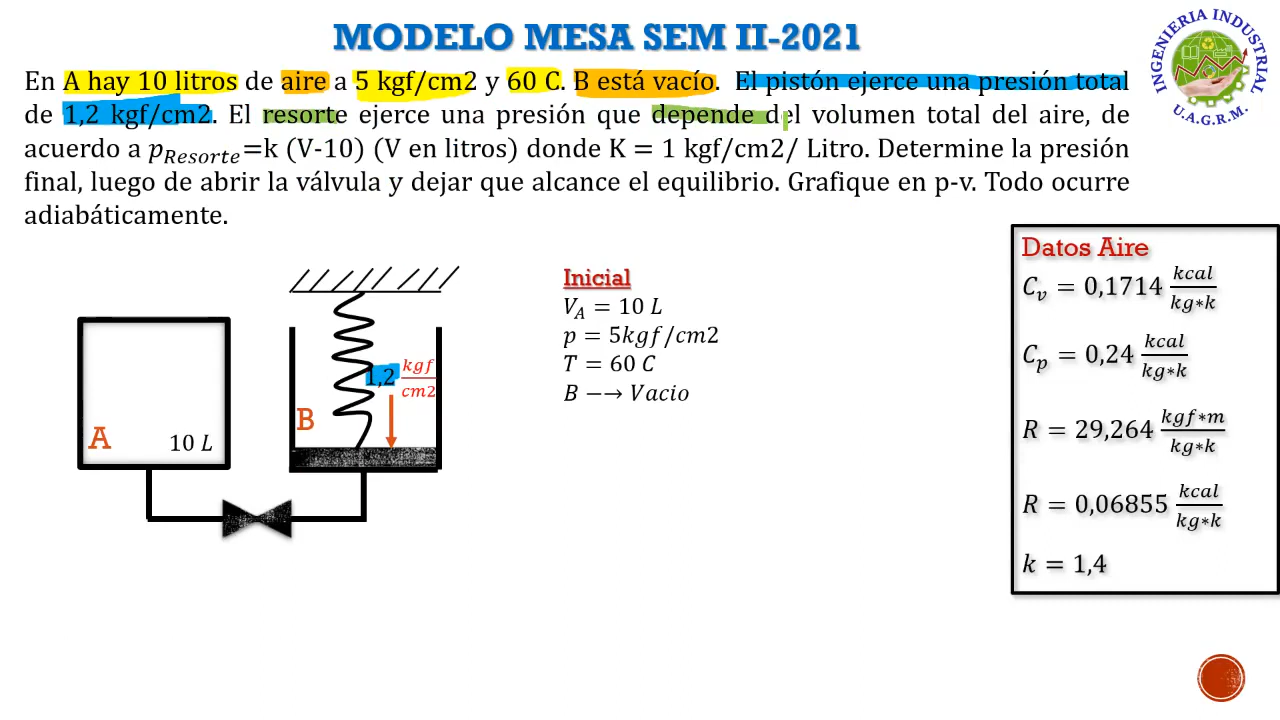 MODELO MESA SEM II-2021
INGENIERIA INDUSTRIAL
U.A.G.R.M.
En A hay 10 litros de aire a 5 kgf/cm2 y 60 C. B está vacío. El pistón ejerce una presión total
de 1,2 kgf/cm2. El resorte ejerce una presión que depende del volumen total del aire, de
acuerdo a p_Resorte=k (V-10) (V en litros) donde K = 1 kgf/cm2/ Litro. Determine la presión
final, luego de abrir la válvula y dejar que alcance el equilibrio. Grafique en p-v. Todo ocurre
adiabáticamente.
A
10 L
B
1,2 kgf/cm2
Inicial
V_A = 10 L
p = 5kgf/cm2
T = 60 C
B −→ Vacio
Datos Aire
C_v = 0,1714 kcal/kg∗k
C_p = 0,24 kcal/kg∗k
R = 29,264 kgf∗m/kg∗k
R = 0,06855 kcal/kg∗k
k = 1,4